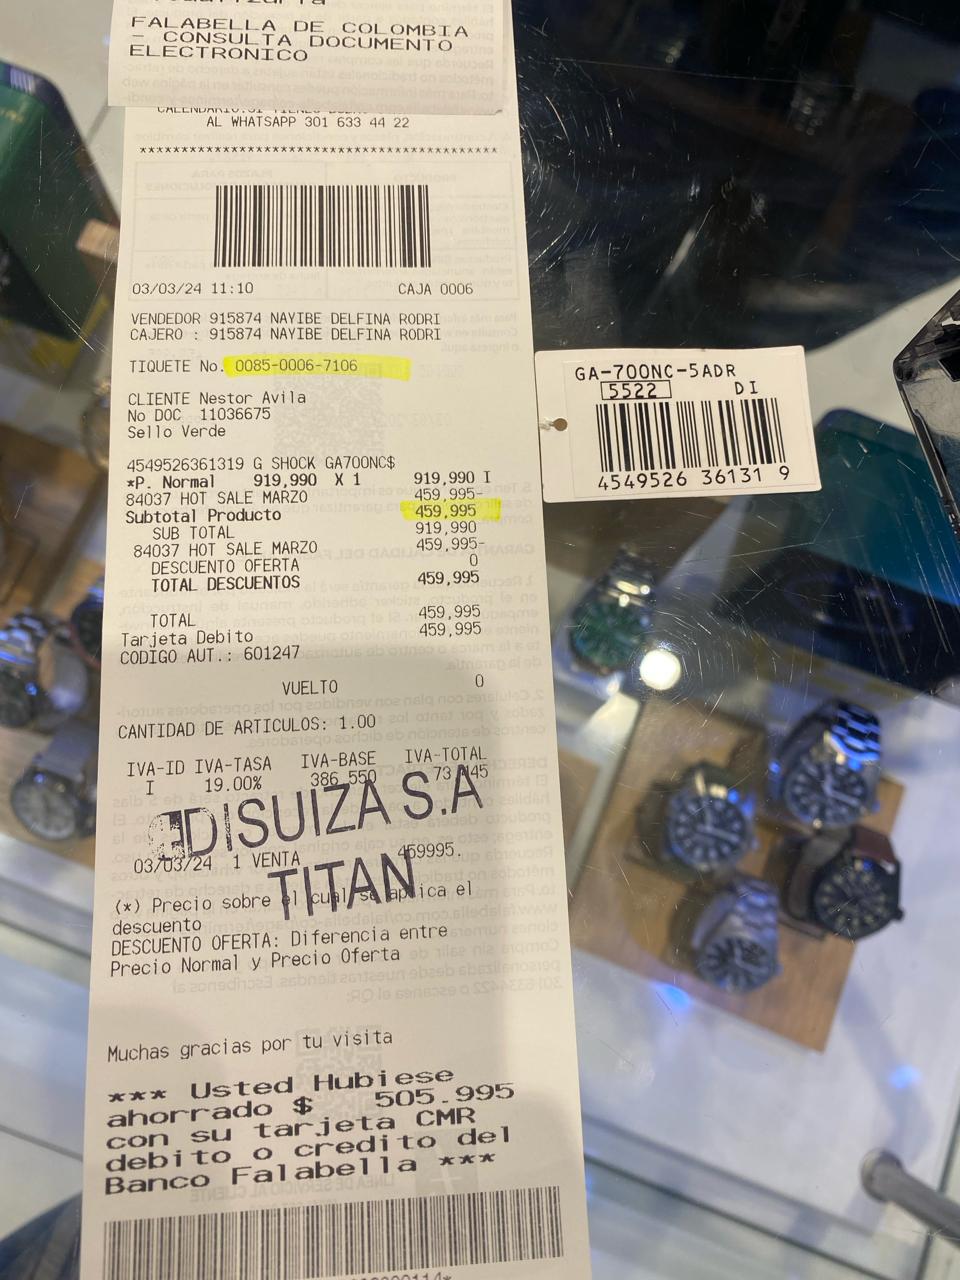 FALABELLA DE COLOMBIA
- CONSULTA DOCUMENTO
ELECTRONICO
AL WHATSAPP 301 633 44 22
***********************************************
03/03/24 11:10 CAJA 0006
VENDEDOR 915874 NAYIBE DELFINA RODRI
CAJERO : 915874 NAYIBE DELFINA RODRI
TIQUETE No. 0085-0006-7106
CLIENTE Nestor Avila
No DOC 11036675
Sello Verde
4549526361319 G SHOCK GA700NC$
*P. Normal 919,990 X 1 919,990 I
84037 HOT SALE MARZO 459,995-
Subtotal Producto 459,995
SUB TOTAL 919,990
84037 HOT SALE MARZO 459,995-
DESCUENTO OFERTA 0
TOTAL DESCUENTOS 459,995
TOTAL 459,995
Tarjeta Debito 459,995
CODIGO AUT.: 601247
VUELTO 0
CANTIDAD DE ARTICULOS: 1.00
IVA-ID IVA-TASA IVA-BASE IVA-TOTAL
I 19.00% 386,550
DISUIZA S.A
03/03/24 1 VENTA 459995.
TITAN
(*) Precio sobre el cual se aplica el
descuento
DESCUENTO OFERTA: Diferencia entre
Precio Normal y Precio Oferta
Muchas gracias por tu visita
*** Usted Hubiese
ahorrado $ 505.995
con su tarjeta CMR
debito o credito del
Banco Falabella ***
GA-700NC-5ADR
5522 DI
4549526 36131 9